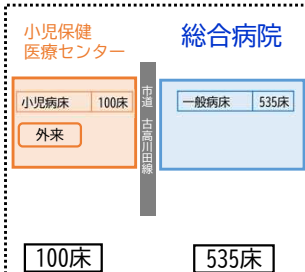 小児保健
医療センター
総合病院
小児病床 100床
外来
市道 古高川田線
一般病床 535床
100床
535床